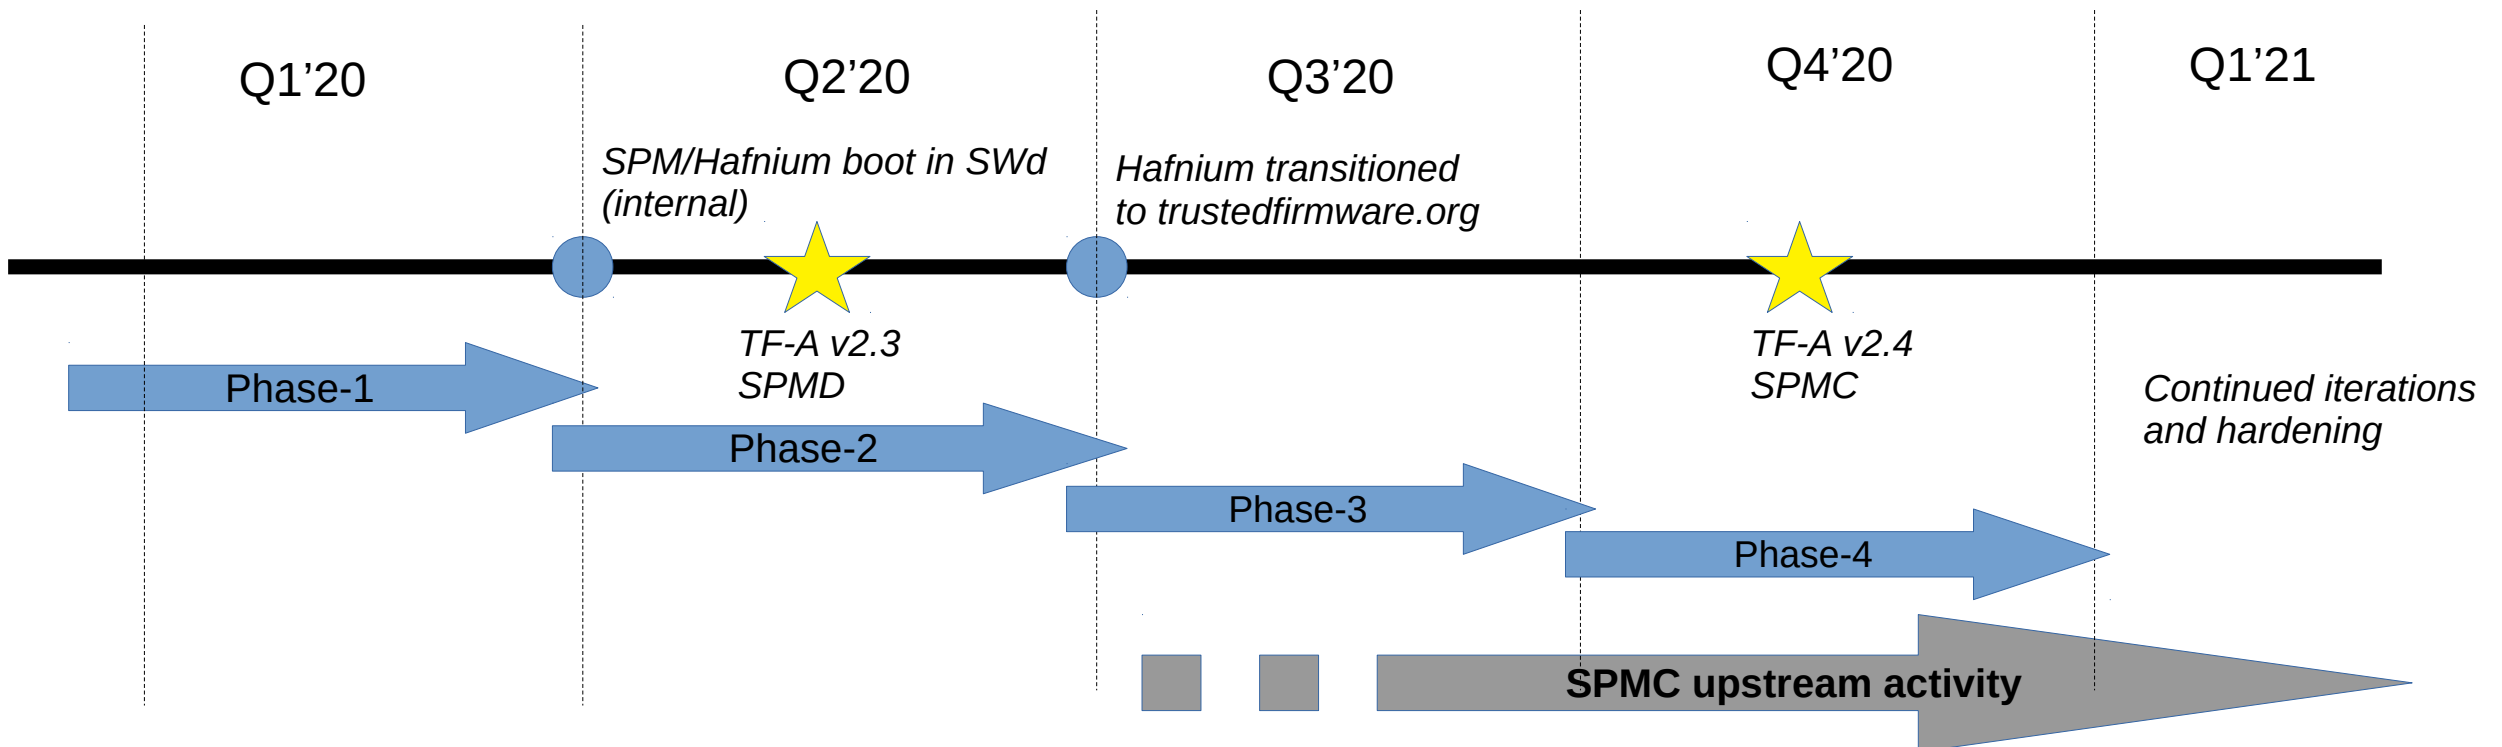 Q1’20
Q2’20
Q3’20
Q4’20
Q1’21
SPM/Hafnium boot in SWd
(internal)
Hafnium transitioned
to trustedfirmware.org
TF-A v2.3
SPMD
TF-A v2.4
SPMC
Continued iterations
and hardening
Phase-1
Phase-2
Phase-3
Phase-4
SPMC upstream activity